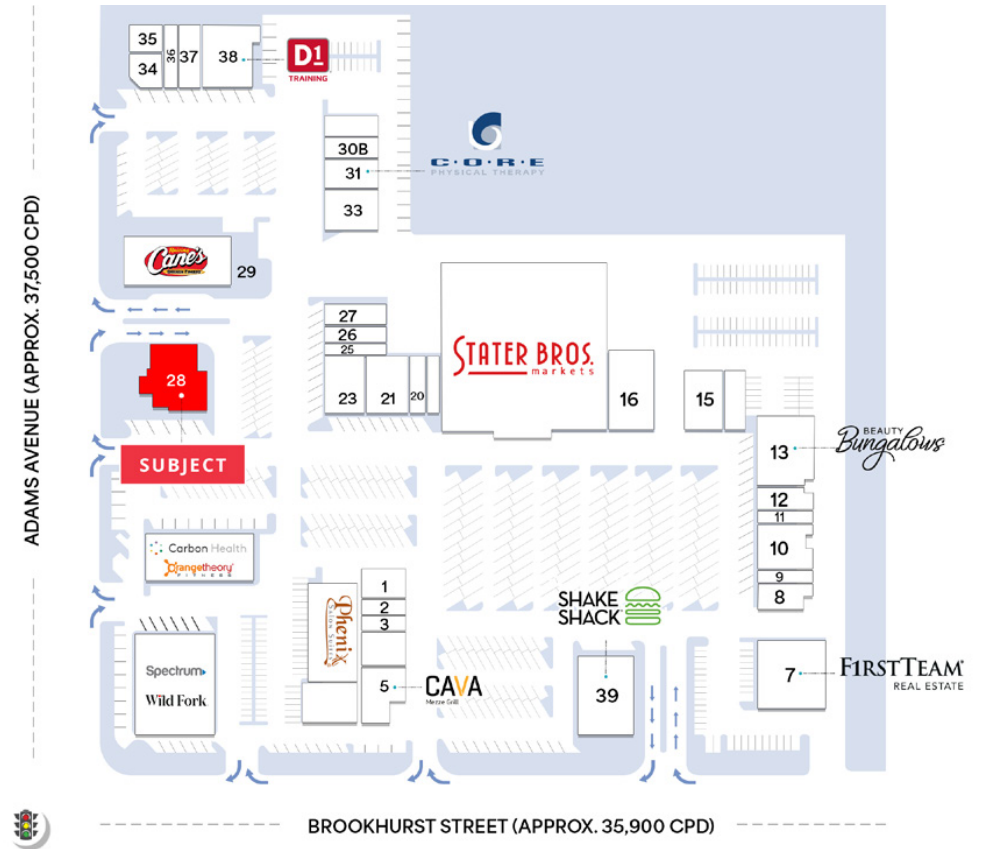 35
36
37
38
34
D1
TRAINING
C·O·R·E
PHYSICAL THERAPY
30B
31
33
Cane's
29
27
26
25
23
21
20
STATER BROS.
markets
16
15
28
SUBJECT
BEAUTY
Bungalows
13
12
11
10
9
8
Carbon Health
Orangetheory
FITNESS
1
2
3
Phenix
Salon Suites
SHAKE
SHACK
Spectrum
Wild Fork
5
CAVA
Mezze Grill
39
7
FIRSTTEAM
REAL ESTATE
ADAMS AVENUE (APPROX. 37,500 CPD)
BROOKHURST STREET (APPROX. 35,900 CPD)